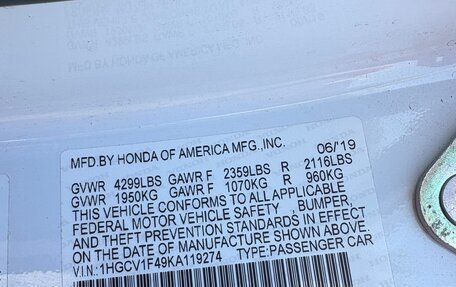 MFD BY HONDA OF AMERICA MFG.,INC. 06/'19
GVWR 4299LBS GAWR F 2359LBS R 2116LBS
GVWR 1950KG GAWR F 1070KG R 960KG
THIS VEHICLE CONFORMS TO ALL APPLICABLE
FEDERAL MOTOR VEHICLE SAFETY, BUMPER,
AND THEFT PREVENTION STANDARDS IN EFFECT
ON THE DATE OF MANUFACTURE SHOWN ABOVE.
V.I.N.:1HGCV1F49KA119274 TYPE:PASSENGER CAR